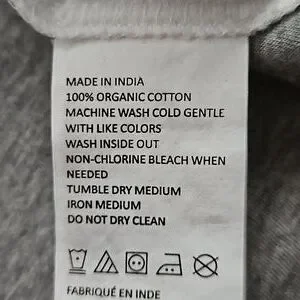 MADE IN INDIA
100% ORGANIC COTTON
MACHINE WASH COLD GENTLE
WITH LIKE COLORS
WASH INSIDE OUT
NON-CHLORINE BLEACH WHEN
NEEDED
TUMBLE DRY MEDIUM
IRON MEDIUM
DO NOT DRY CLEAN
FABRIQUÉ EN INDE